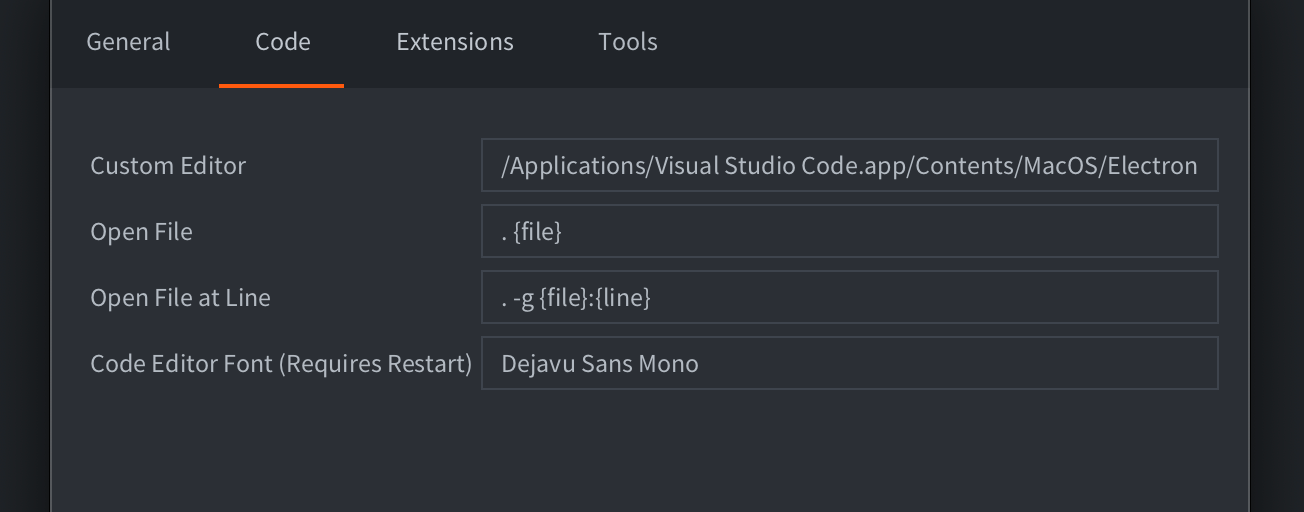 General Code Extensions Tools
Custom Editor /Applications/Visual Studio Code.app/Contents/MacOS/Electron
Open File . {file}
Open File at Line . -g {file}:{line}
Code Editor Font (Requires Restart) Dejavu Sans Mono